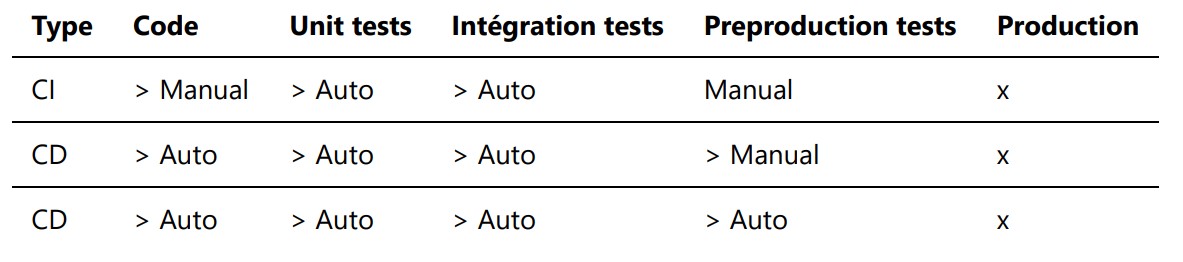 Type Code Unit tests Intégration tests Preproduction tests Production
CI > Manual > Auto > Auto Manual x
CD > Auto > Auto > Auto > Manual x
CD > Auto > Auto > Auto > Auto x